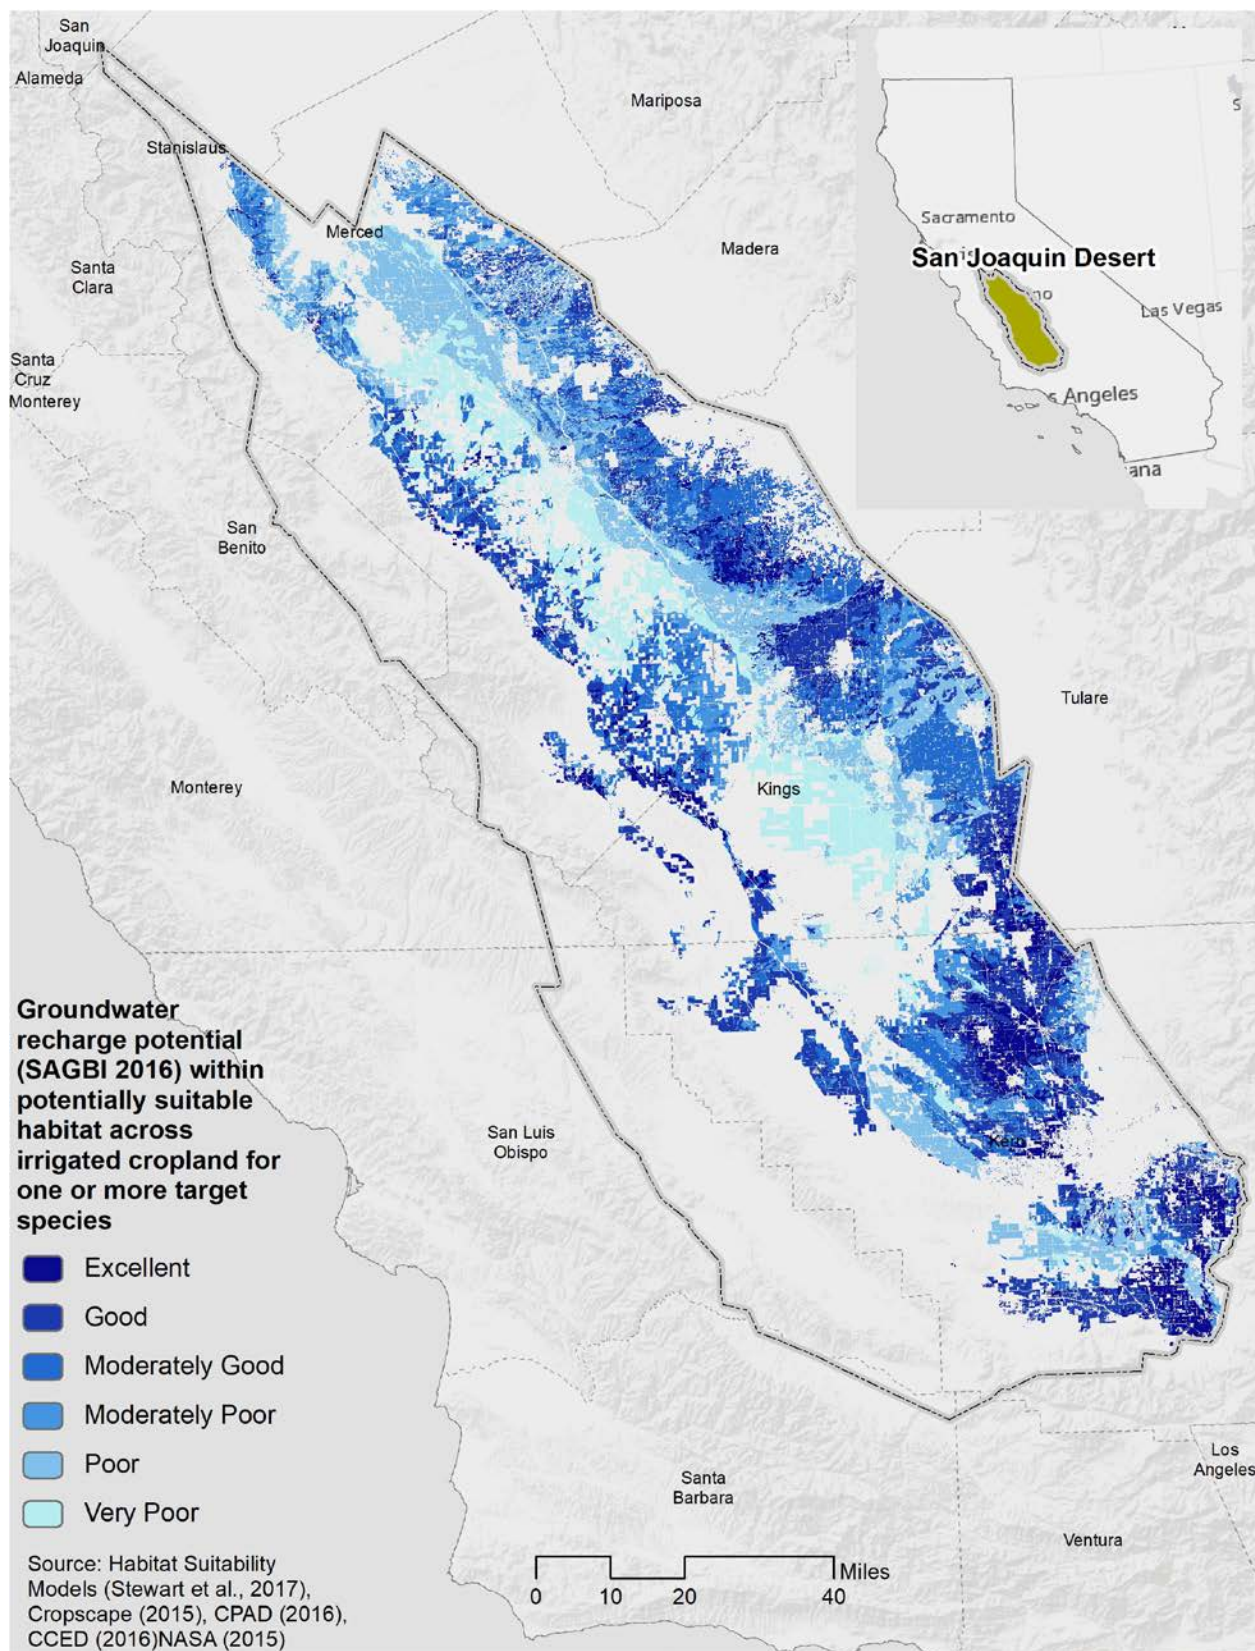 San
Joaquin
Alameda
Mariposa
Stanislaus
Merced
Madera
Santa
Clara
Santa
Cruz
Monterey
San
Benito
Tulare
Monterey
Kings
San Luis
Obispo
Kern
Santa
Barbara
Los
Angeles
Ventura
Sacramento
San Joaquin Desert
no
Las Vegas
s Angeles
ana
S
Groundwater
recharge potential
(SAGBI 2016) within
potentially suitable
habitat across
irrigated cropland for
one or more target
species
Excellent
Good
Moderately Good
Moderately Poor
Poor
Very Poor
Source: Habitat Suitability
Models (Stewart et al., 2017),
Cropscape (2015), CPAD (2016),
CCED (2016)NASA (2015)
Miles
0 10 20 40